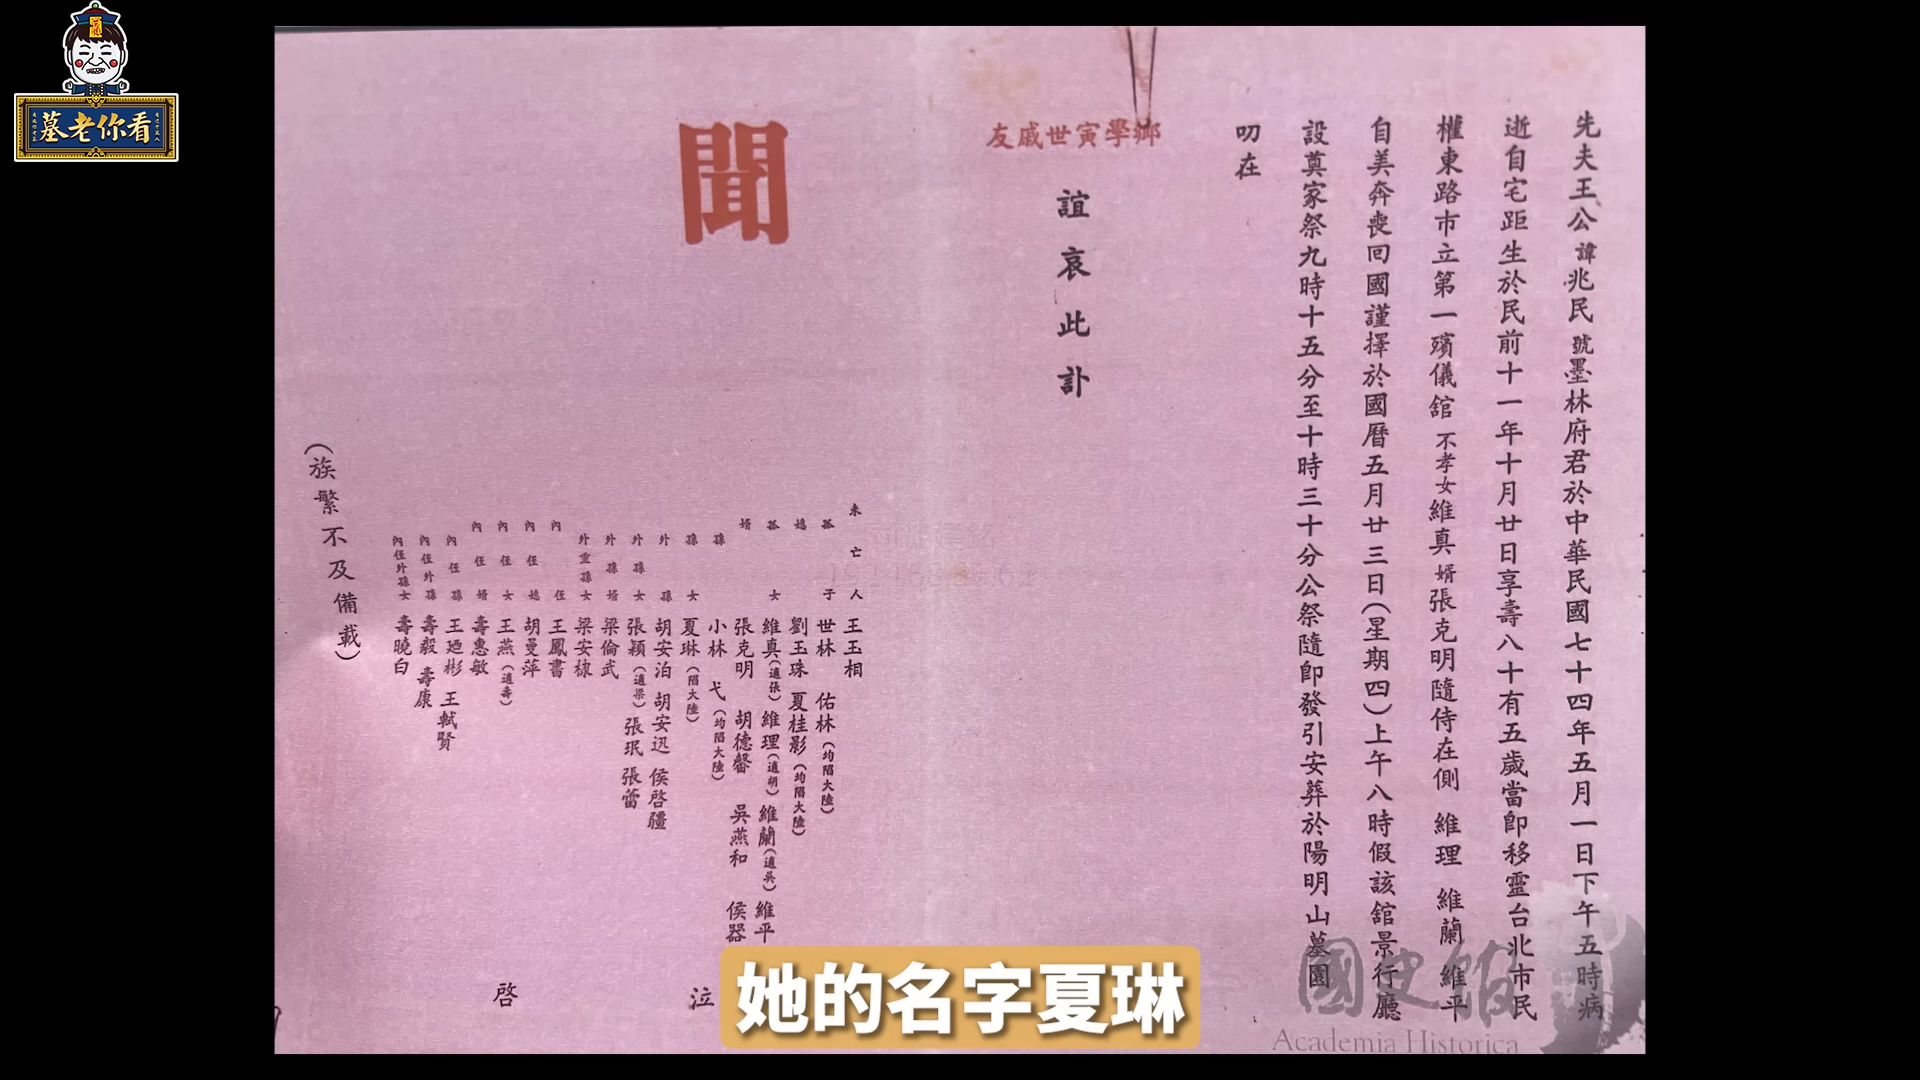 墓老你看
先夫王公諱兆民號墨林府君於中華民國七十四年五月一日下午五時病
逝自宅距生於民前十一年十月廿日享壽八十有五歲當即移靈台北市民
權東路市立第一殯儀舘不孝女維真婿張克明隨侍在側 維理 維蘭 維平
自美奔喪回國謹擇於國曆五月廿三日(星期四)上午八時假該舘景行廳
設奠家祭九時十五分至十時三十分公祭隨即發引安葬於陽明山墓園
叨在
鄉學寅世戚友
誼哀此訃
聞
未亡人 王玉相
孤子 世林 佑林(均陷大陸)
媳 劉玉珠 夏桂影(均陷大陸)
孤女 維真(適張) 維理(適胡) 維蘭(適吳) 維平
婿 張克明 胡德馨 吳燕和 侯器
孫 小林 弋(均陷大陸)
孫女 夏琳(陷大陸)
外孫 胡安泊 胡安迅 侯啓疆
外孫女 張穎(適梁) 張珉 張蕾
外孫婿 梁倫武
外重孫女 梁安棣
內侄 王鳳書
內侄媳 胡曼萍
內侄女 王燕(適壽)
內侄婿 壽惠敏
內侄孫 王廼彬 王軾賢
內侄外孫 壽毅 壽康
內侄外孫女 壽曉白
泣啓
(族繁不及備載)
國史館
Academia Historica
她的名字夏琳